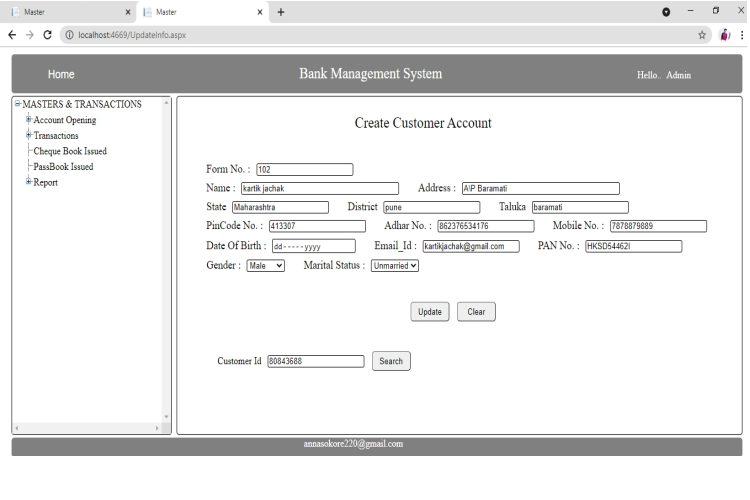 Master
Master
localhost:4669/UpdateInfo.aspx
Home Bank Management System Hello.. Admin
MASTERS & TRANSACTIONS
Account Opening
Transactions
Cheque Book Issued
PassBook Issued
Report
Create Customer Account
Form No. : 102
Name : kartik jachak Address : A\P Baramati
State Maharashtra District pune Taluka baramati
PinCode No. : 413307 Adhar No. : 862376534176 Mobile No. : 7878879889
Date Of Birth : dd-----yyyy Email_Id : kartikjachak@gmail.com PAN No. : HKSD54462I
Gender : Male Marital Status : Unmarried
Update Clear
Customer Id 80843688 Search
annasokore220@gmail.com